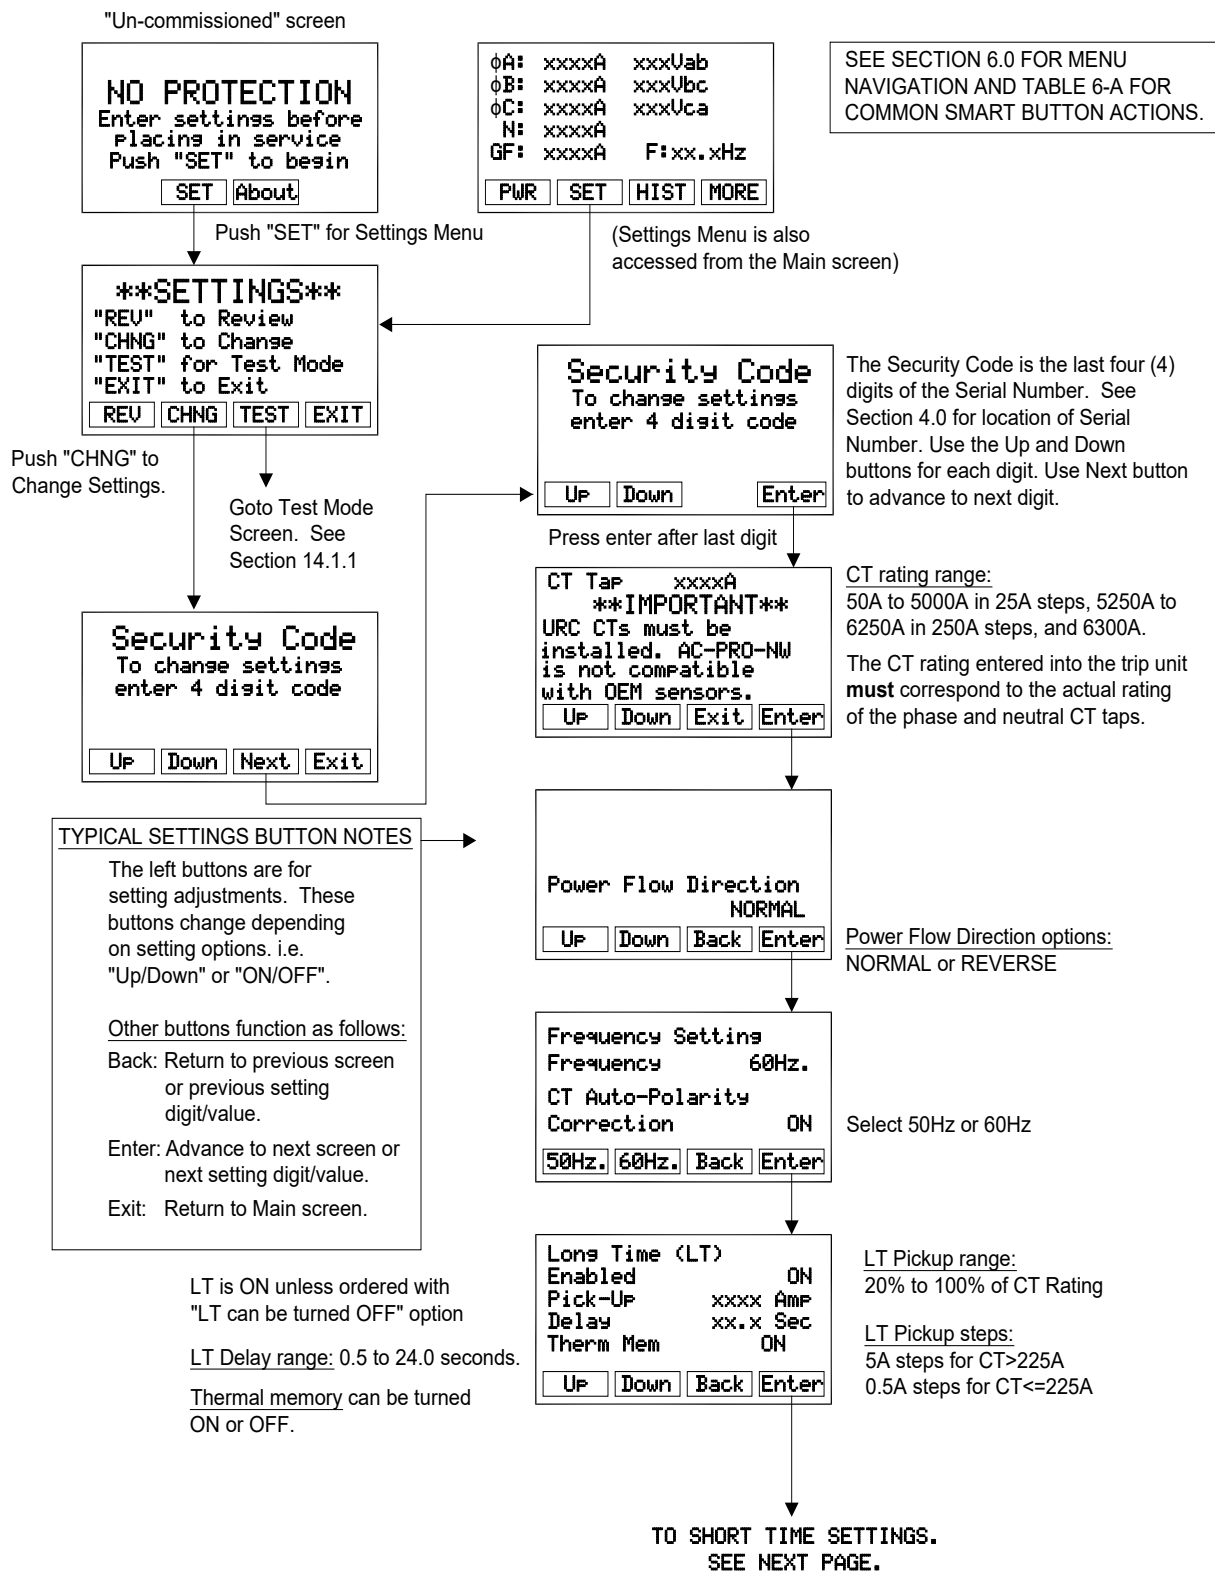 "Un-commissioned" screen
NO PROTECTION
Enter settings before
placing in service
Push "SET" to begin
SET About
ϕA: xxxxA xxxVab
ϕB: xxxxA xxxVbc
ϕC: xxxxA xxxVca
N: xxxxA
GF: xxxxA F:xx.xHz
PWR SET HIST MORE
SEE SECTION 6.0 FOR MENU
NAVIGATION AND TABLE 6-A FOR
COMMON SMART BUTTON ACTIONS.
Push "SET" for Settings Menu
(Settings Menu is also
accessed from the Main screen)
**SETTINGS**
"REV" to Review
"CHNG" to Change
"TEST" for Test Mode
"EXIT" to Exit
REV CHNG TEST EXIT
Push "CHNG" to
Change Settings.
Goto Test Mode
Screen. See
Section 14.1.1
Security Code
To change settings
enter 4 digit code
Up Down Next Exit
Security Code
To change settings
enter 4 digit code
Up Down Enter
The Security Code is the last four (4)
digits of the Serial Number. See
Section 4.0 for location of Serial
Number. Use the Up and Down
buttons for each digit. Use Next button
to advance to next digit.
Press enter after last digit
CT Tap xxxxA
**IMPORTANT**
URC CTs must be
installed. AC-PRO-NW
is not compatible
with OEM sensors.
Up Down Exit Enter
CT rating range:
50A to 5000A in 25A steps, 5250A to
6250A in 250A steps, and 6300A.
The CT rating entered into the trip unit
must correspond to the actual rating
of the phase and neutral CT taps.
TYPICAL SETTINGS BUTTON NOTES
The left buttons are for
setting adjustments. These
buttons change depending
on setting options. i.e.
"Up/Down" or "ON/OFF".
Other buttons function as follows:
Back: Return to previous screen
or previous setting
digit/value.
Enter: Advance to next screen or
next setting digit/value.
Exit: Return to Main screen.
Power Flow Direction
NORMAL
Up Down Back Enter
Power Flow Direction options:
NORMAL or REVERSE
Frequency Setting
Frequency 60Hz.
CT Auto-Polarity
Correction ON
50Hz. 60Hz. Back Enter
Select 50Hz or 60Hz
Long Time (LT)
Enabled ON
Pick-Up xxxx Amp
Delay xx.x Sec
Therm Mem ON
Up Down Back Enter
LT is ON unless ordered with
"LT can be turned OFF" option
LT Delay range: 0.5 to 24.0 seconds.
Thermal memory can be turned
ON or OFF.
LT Pickup range:
20% to 100% of CT Rating
LT Pickup steps:
5A steps for CT>225A
0.5A steps for CT<=225A
TO SHORT TIME SETTINGS.
SEE NEXT PAGE.